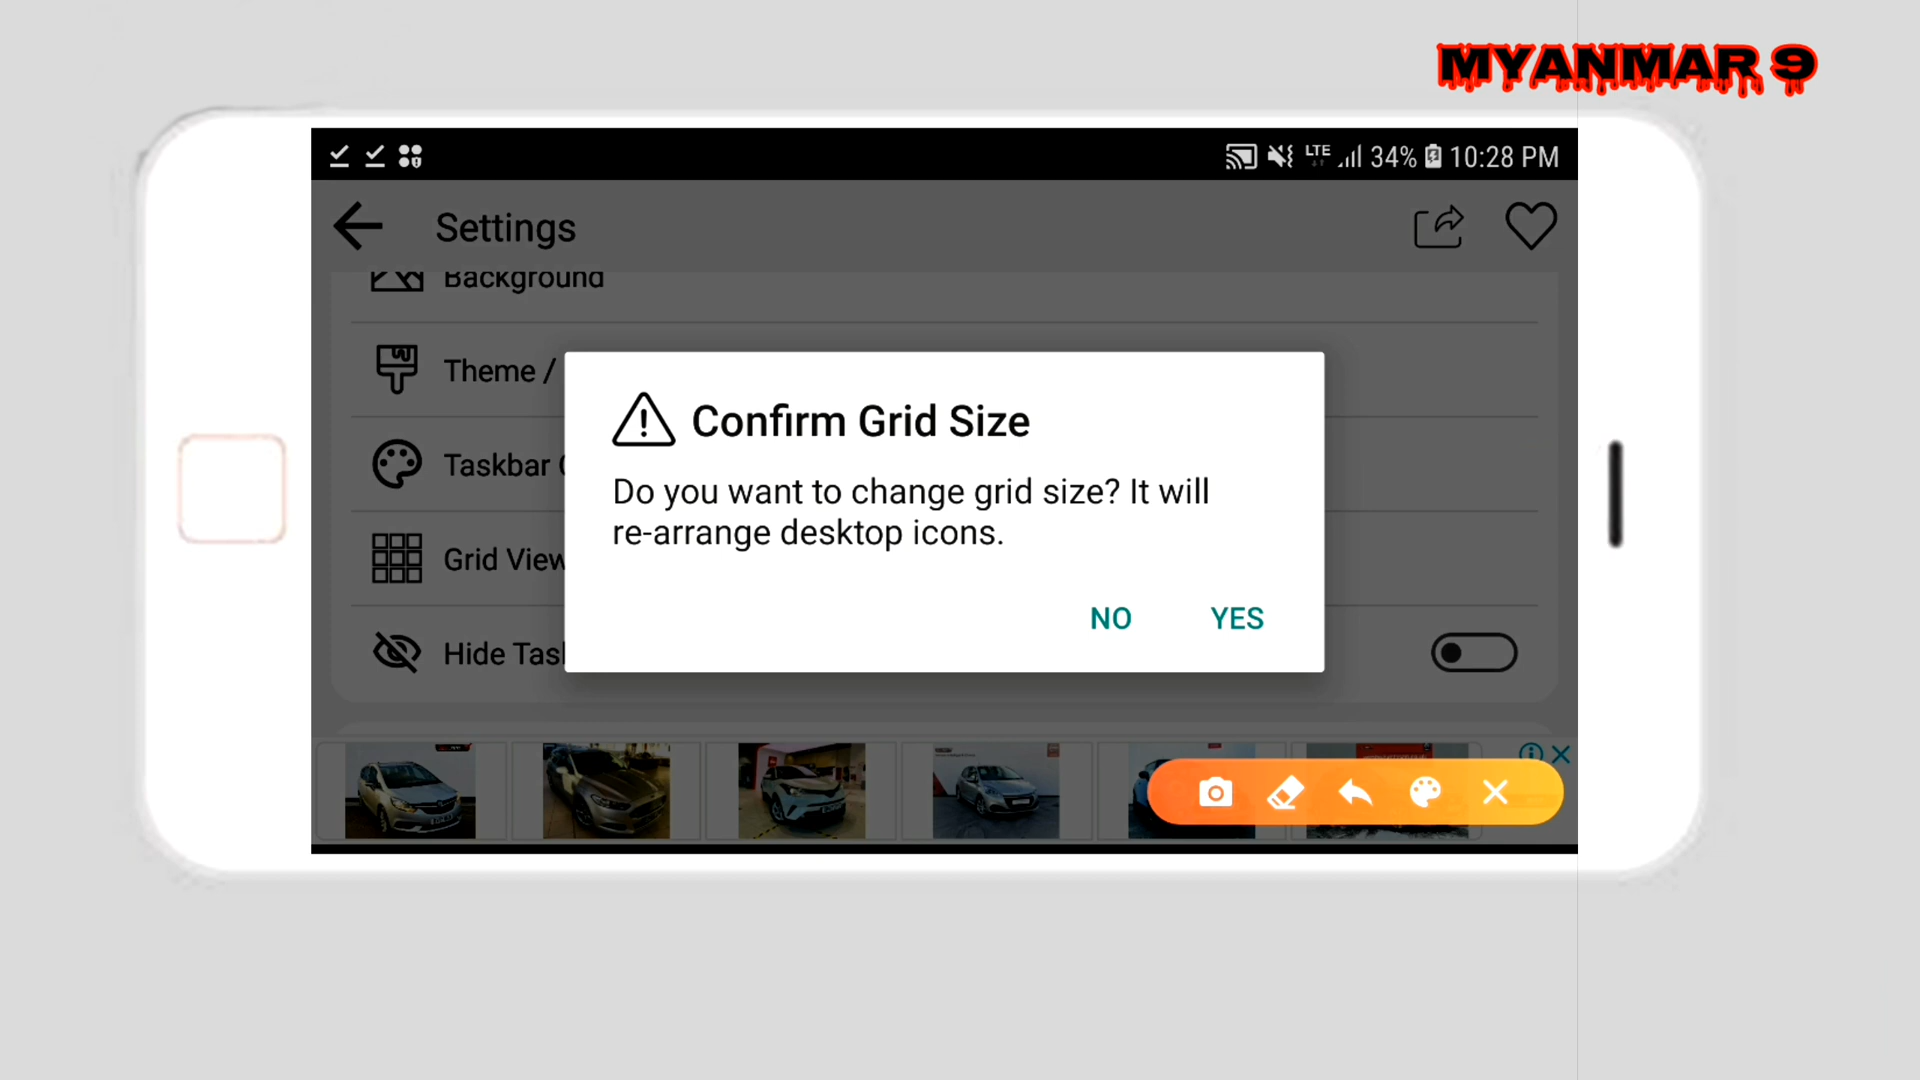 MYANMAR 9
LTE 34% 10:28 PM
Settings
Background
Theme /
Taskbar
Grid View
Hide Tas
Confirm Grid Size
Do you want to change grid size? It will
re-arrange desktop icons.
NO YES